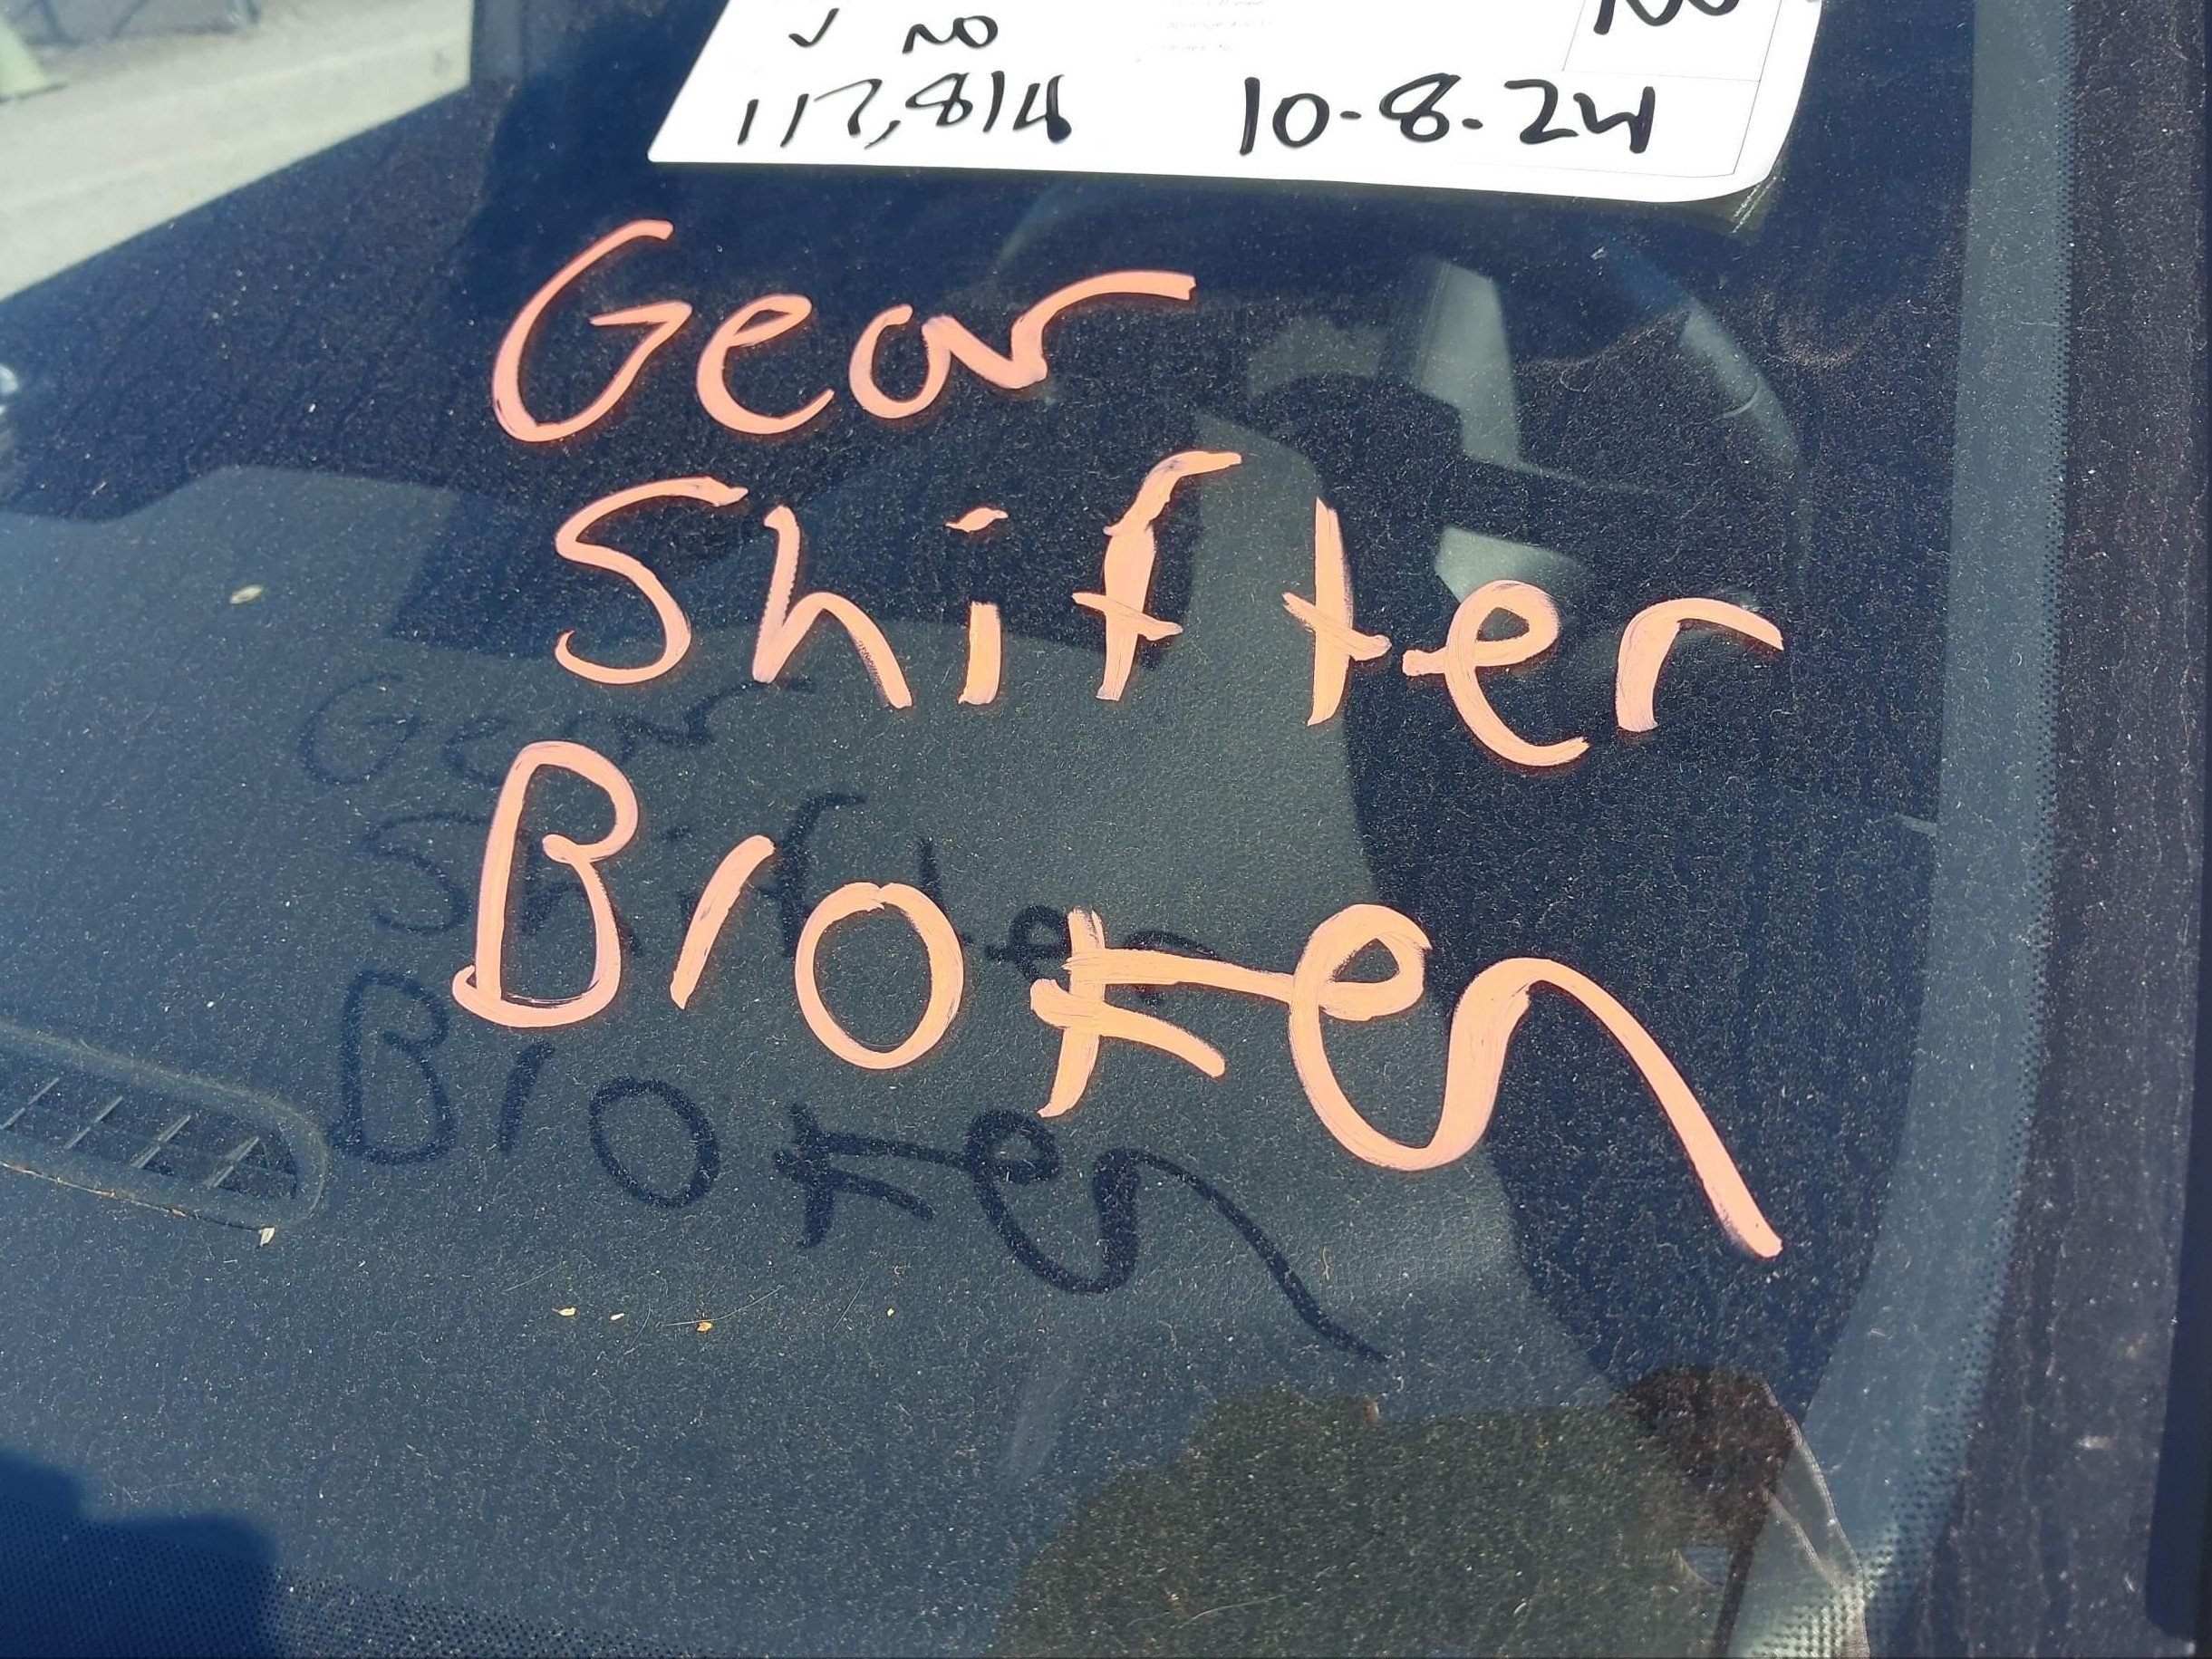 ✓ no
117,814 10-8-24
Gear
Shifter
Broken